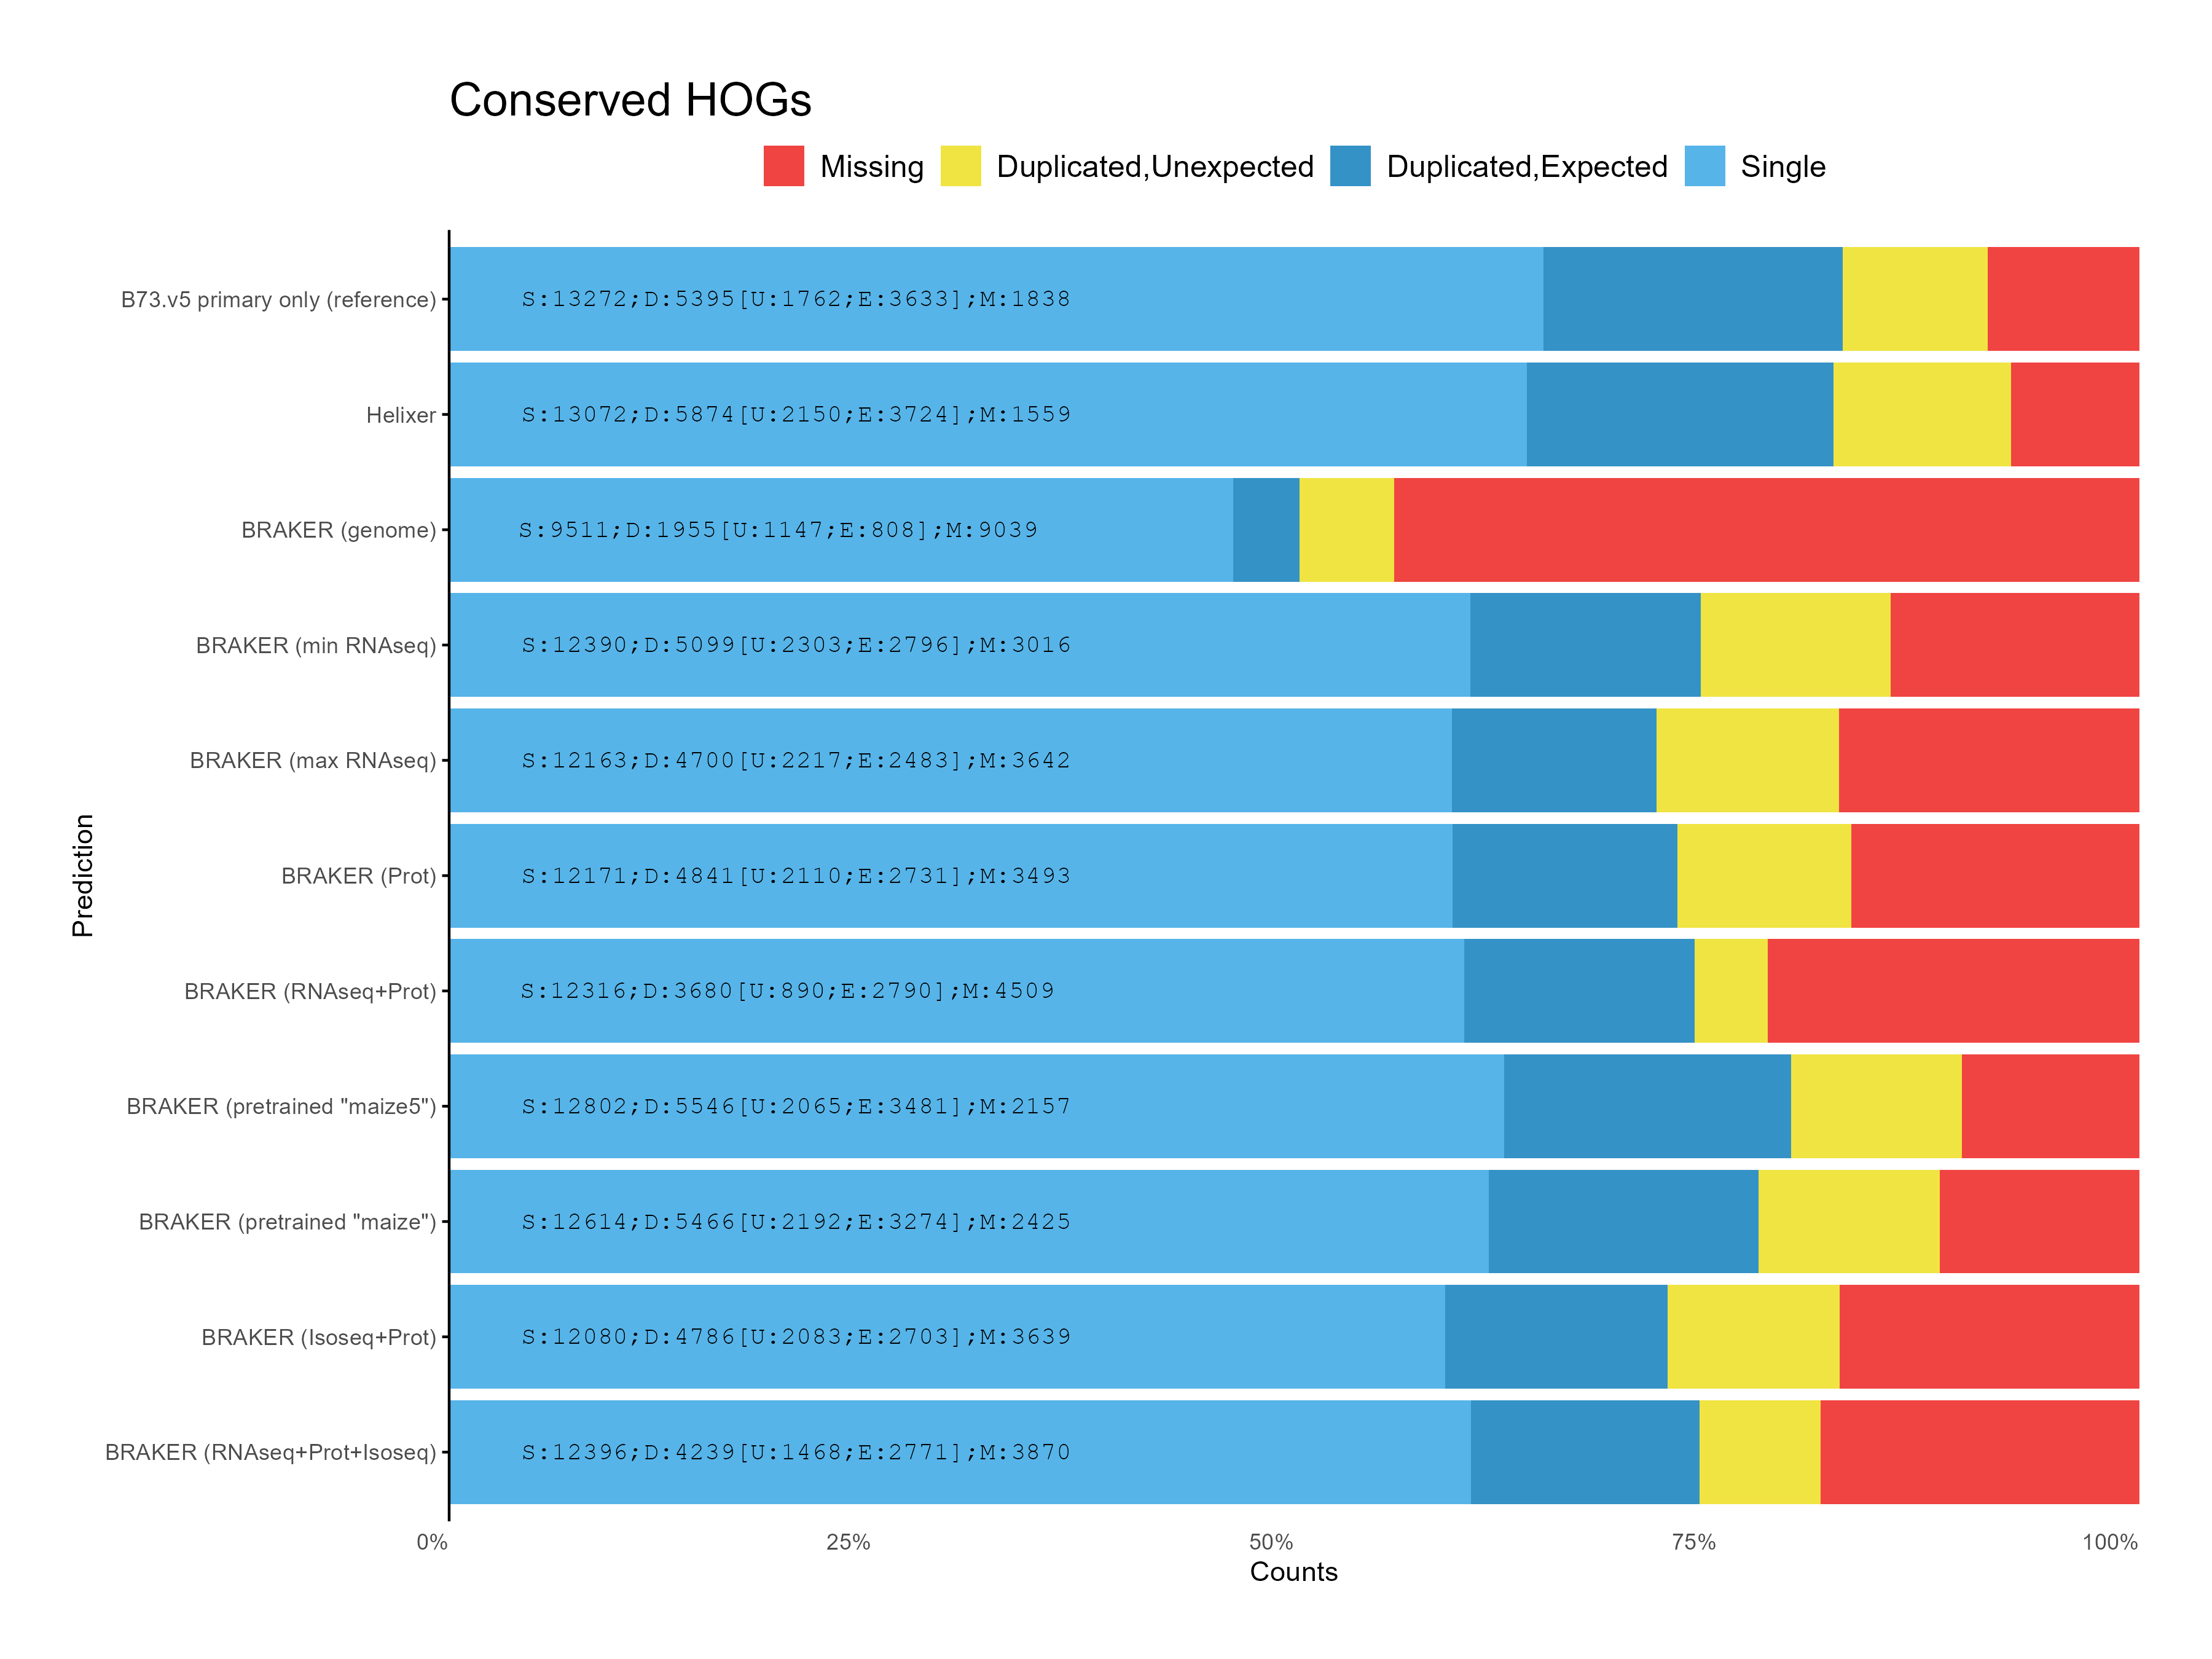 Conserved HOGs
Missing Duplicated,Unexpected Duplicated,Expected Single
B73.v5 primary only (reference) S:13272;D:5395[U:1762;E:3633];M:1838
Helixer S:13072;D:5874[U:2150;E:3724];M:1559
BRAKER (genome) S:9511;D:1955[U:1147;E:808];M:9039
BRAKER (min RNAseq) S:12390;D:5099[U:2303;E:2796];M:3016
BRAKER (max RNAseq) S:12163;D:4700[U:2217;E:2483];M:3642
BRAKER (Prot) S:12171;D:4841[U:2110;E:2731];M:3493
BRAKER (RNAseq+Prot) S:12316;D:3680[U:890;E:2790];M:4509
BRAKER (pretrained "maize5") S:12802;D:5546[U:2065;E:3481];M:2157
BRAKER (pretrained "maize") S:12614;D:5466[U:2192;E:3274];M:2425
BRAKER (Isoseq+Prot) S:12080;D:4786[U:2083;E:2703];M:3639
BRAKER (RNAseq+Prot+Isoseq) S:12396;D:4239[U:1468;E:2771];M:3870
Prediction
0% 25% 50% 75% 100%
Counts